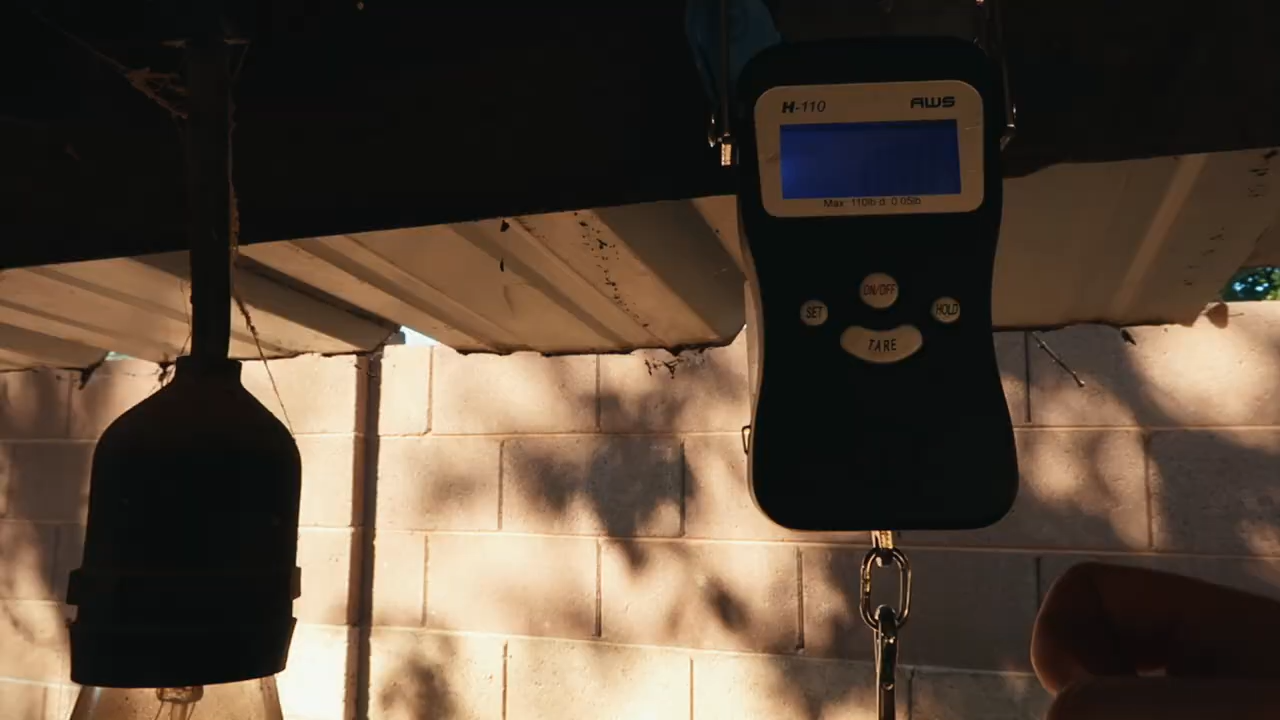 H-110 AWS
Max 110lb d 0.05lb
ON/OFF
SET HOLD
TARE